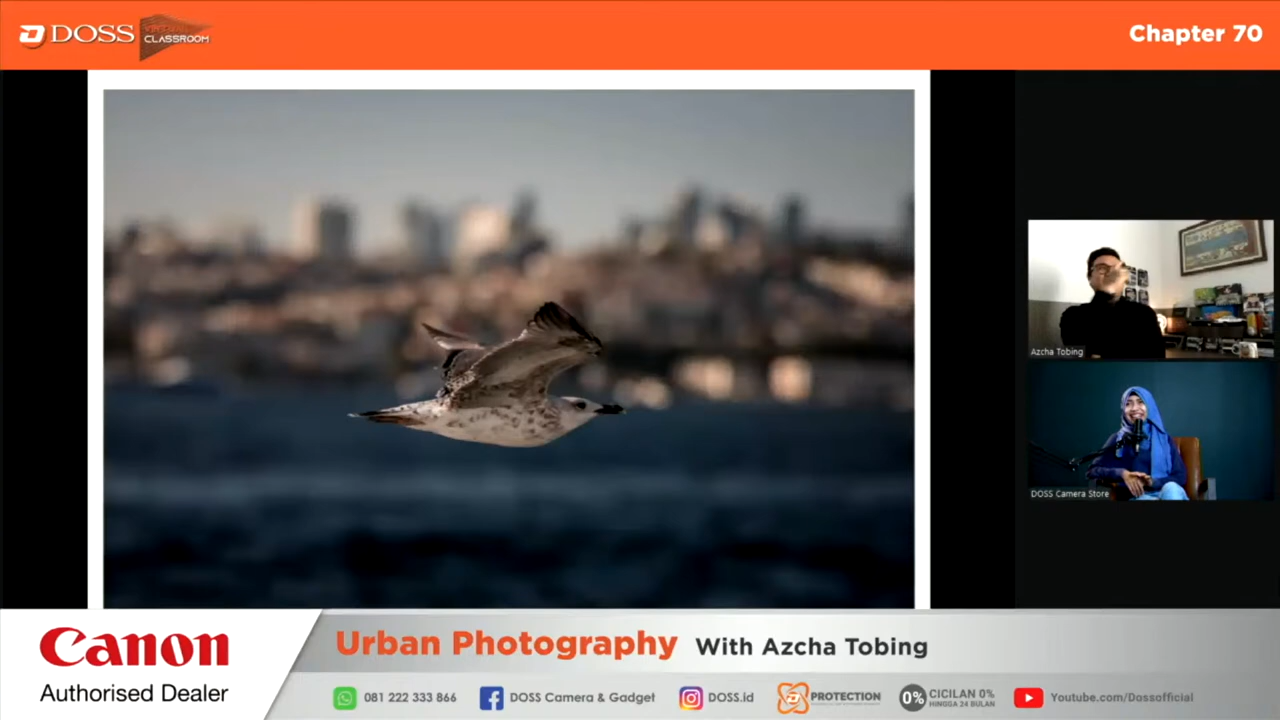 DOSS
CLASSROOM
Chapter 70
Azcha Tobing
DOSS Camera Store
Canon
Authorised Dealer
Urban Photography With Azcha Tobing
081 222 333 866
DOSS Camera & Gadget
DOSS.id
PROTECTION
0% CICILAN 0%
HINGGA 24 BULAN
Youtube.com/Dossofficial